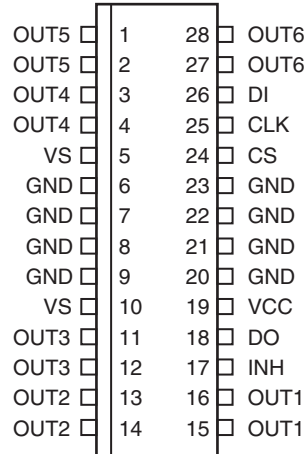 OUT5 1 28 OUT6
OUT5 2 27 OUT6
OUT4 3 26 DI
OUT4 4 25 CLK
VS 5 24 CS
GND 6 23 GND
GND 7 22 GND
GND 8 21 GND
GND 9 20 GND
VS 10 19 VCC
OUT3 11 18 DO
OUT3 12 17 INH
OUT2 13 16 OUT1
OUT2 14 15 OUT1